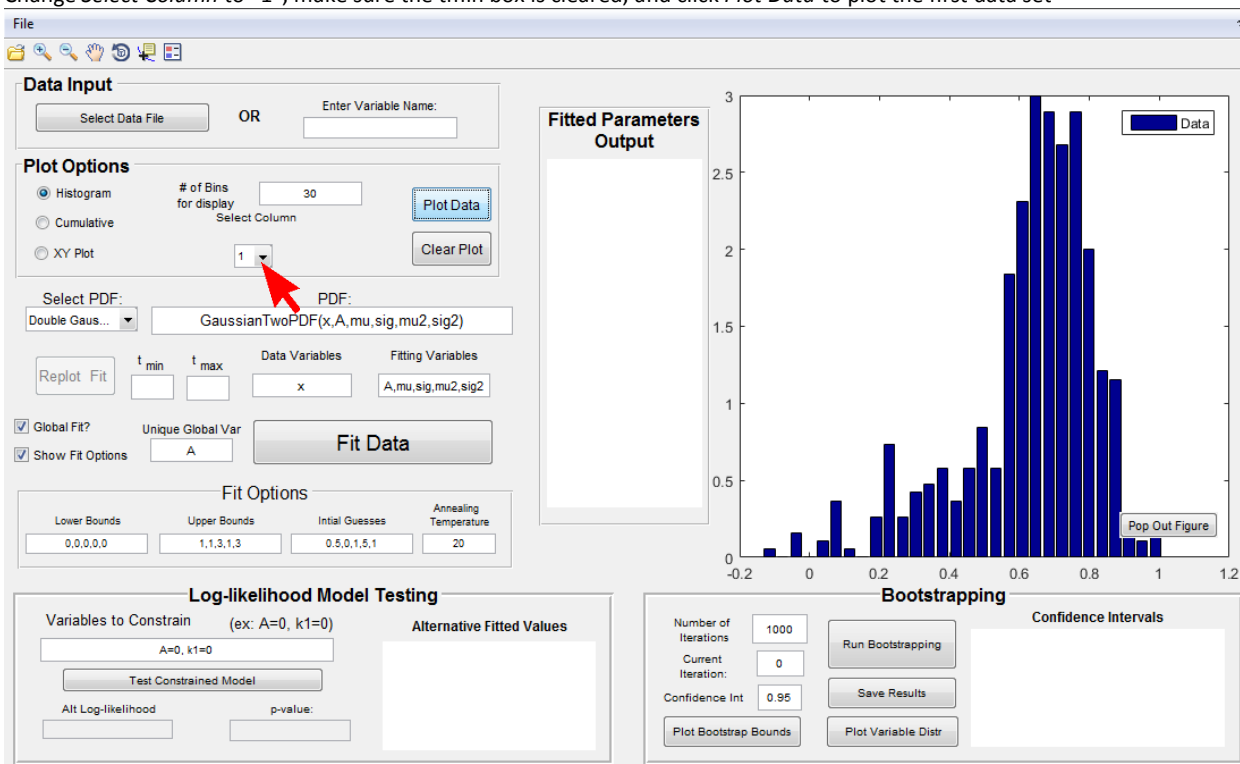 Change Select Column to "1", make sure the tmin box is cleared, and click Plot Data to plot the first data set
File
Data Input
Select Data File
OR
Enter Variable Name:
Plot Options
Histogram
# of Bins
for display
30
Plot Data
Cumulative
Select Column
XY Plot
1
Clear Plot
Select PDF:
PDF:
Double Gaus...
GaussianTwoPDF(x,A,mu,sig,mu2,sig2)
Replot Fit
t min
t max
Data Variables
Fitting Variables
x
A,mu,sig,mu2,sig2
Global Fit?
Unique Global Var
Show Fit Options
A
Fit Data
Fit Options
Lower Bounds
Upper Bounds
Intial Guesses
Annealing
Temperature
0,0,0,0,0
1,1,3,1,3
0.5,0,1,5,1
20
Fitted Parameters
Output
3
2.5
2
1.5
1
0.5
0
-0.2
0
0.2
0.4
0.6
0.8
1
1.2
Data
Pop Out Figure
Log-likelihood Model Testing
Variables to Constrain
(ex: A=0, k1=0)
Alternative Fitted Values
A=0, k1=0
Test Constrained Model
Alt Log-likelihood
p-value:
Bootstrapping
Number of
Iterations
1000
Run Bootstrapping
Confidence Intervals
Current
Iteration:
0
Confidence Int
0.95
Save Results
Plot Bootstrap Bounds
Plot Variable Distr